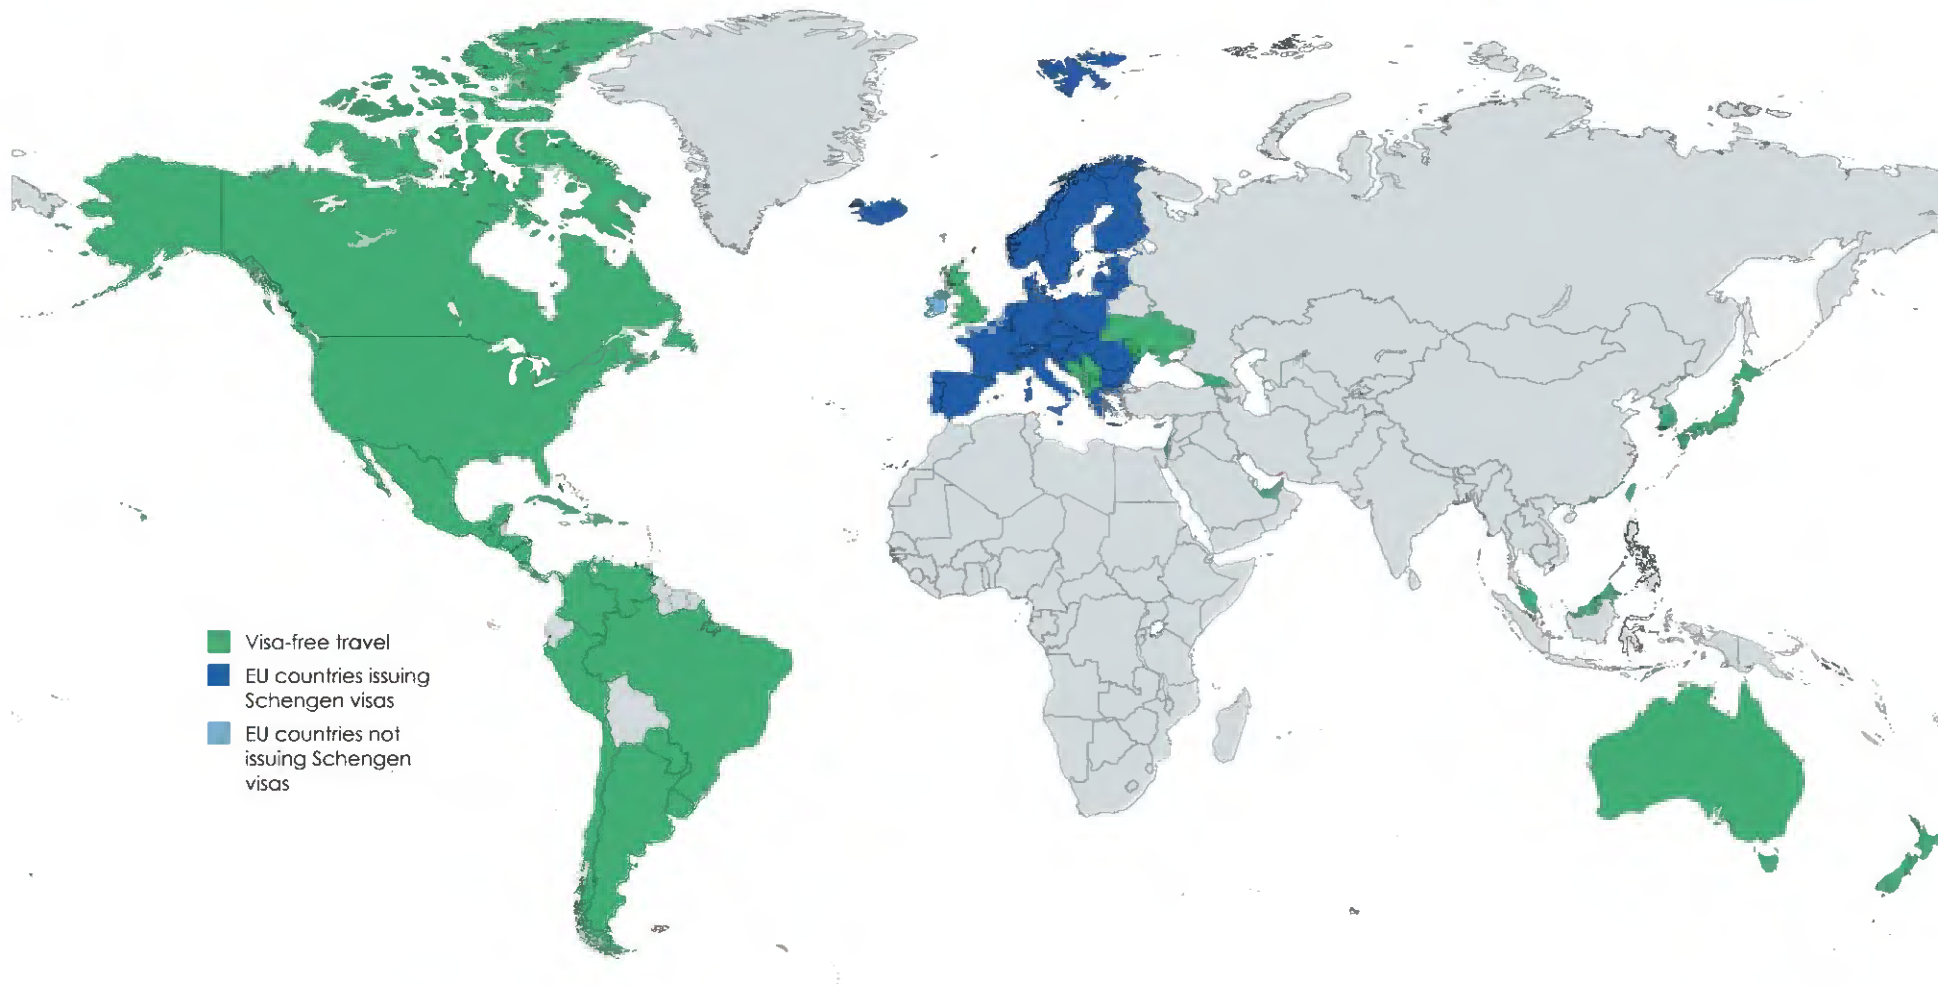 Visa-free travel
EU countries issuing
Schengen visas
EU countries not
issuing Schengen
visas